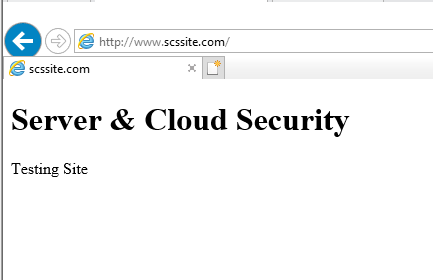 http://www.scssite.com/
scssite.com
Server & Cloud Security
Testing Site